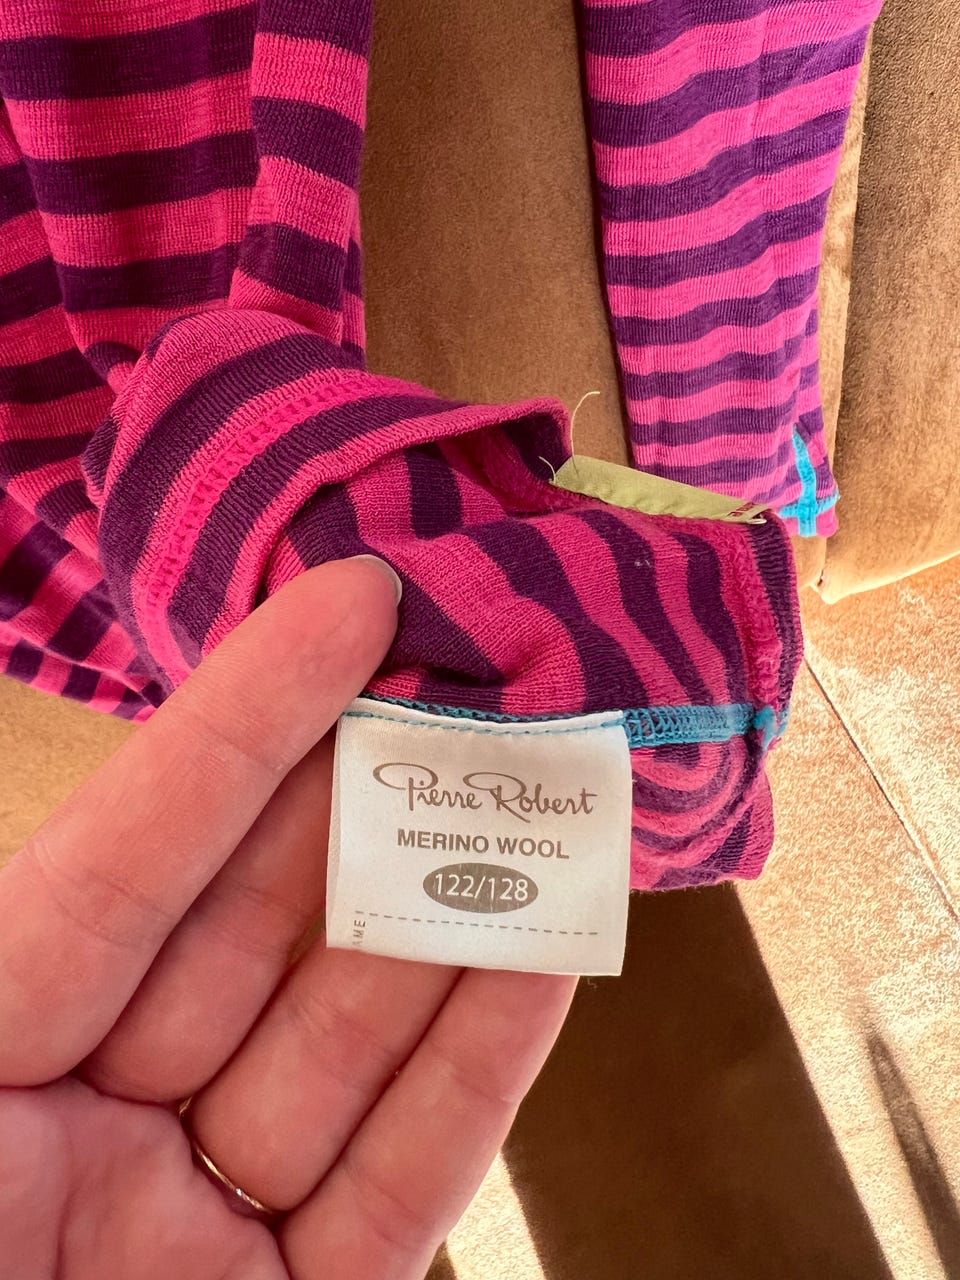 Pierre Robert
MERINO WOOL
122/128